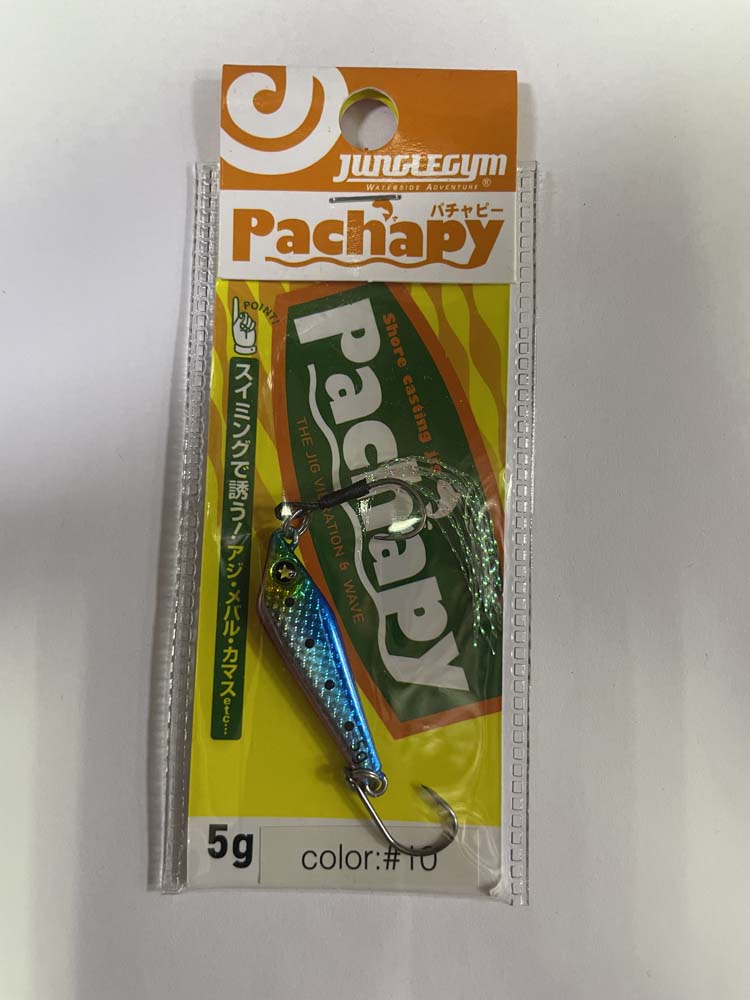 JUNGLEGYM
WATERSIDE ADVENTURE®
パチャピー
Pachapy
POINT!
スイミングで誘う！アジ・メバル・カマスetc…
Shore casting
Pachapy
THE JIG VIBRATION & WAVE
5g
5g
color:#10